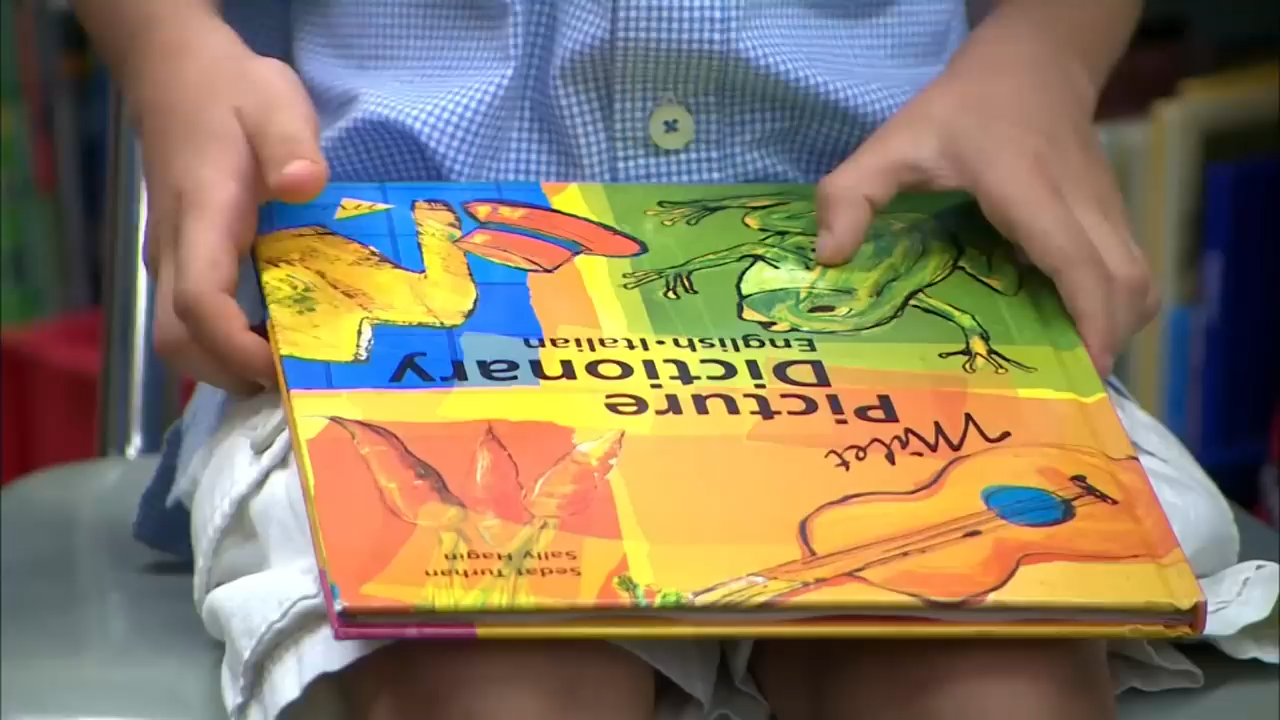 Milet
Picture
Dictionary
English·Italian
Sedat Turhan
Sally Hagin